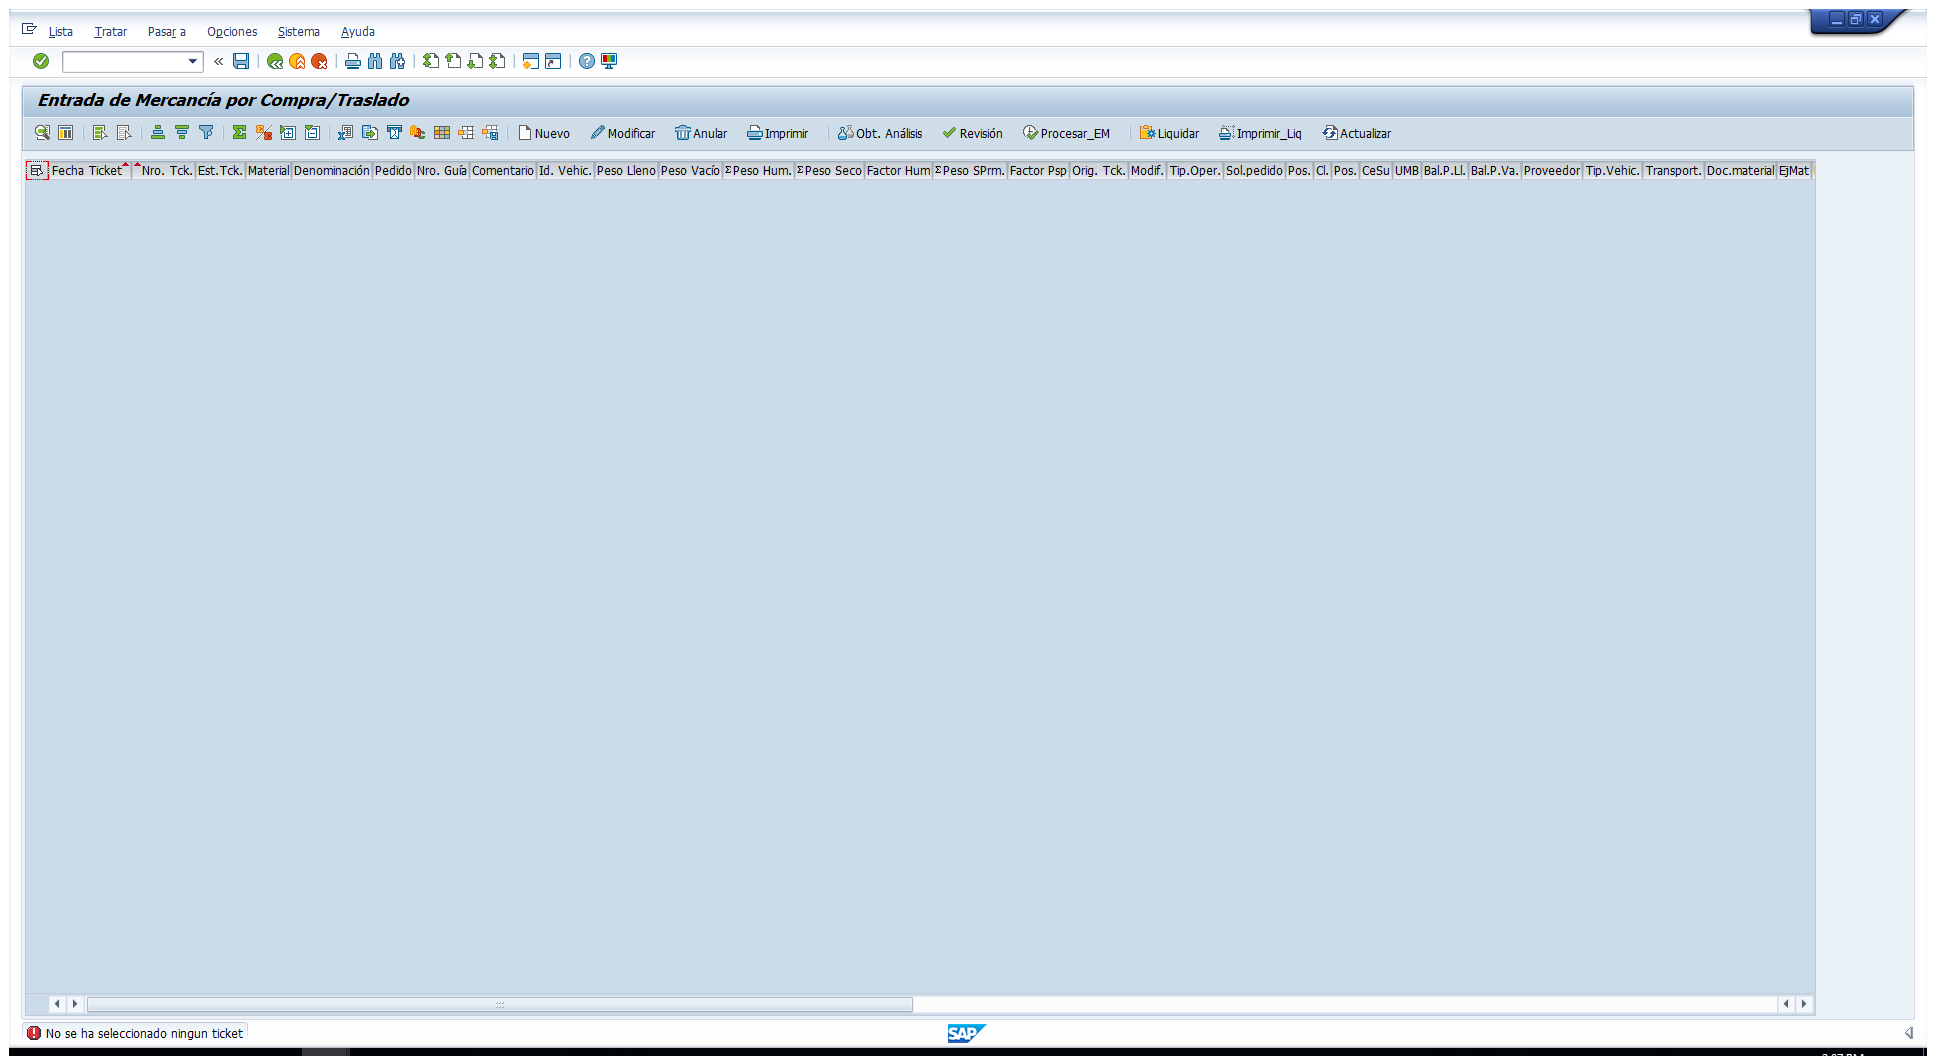 Lista Tratar Pasar a Opciones Sistema Ayuda
Entrada de Mercancía por Compra/Traslado
Nuevo Modificar Anular Imprimir Obt. Análisis Revisión Procesar_EM Liquidar Imprimir_Liq Actualizar
Fecha Ticket Nro. Tck. Est.Tck. Material Denominación Pedido Nro. Guía Comentario Id. Vehic. Peso Lleno Peso Vacío ΣPeso Hum. ΣPeso Seco Factor Hum ΣPeso SPrm. Factor Psp Orig. Tck. Modif. Tip.Oper. Sol.pedido Pos. Cl. Pos. CeSu UMB Bal.P.Ll. Bal.P.Va. Proveedor Tip.Vehic. Transport. Doc.material EjMat
No se ha seleccionado ningun ticket
SAP